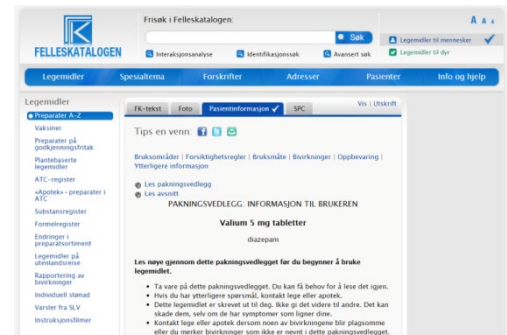 FELLESKATALOGEN
Frisøk i Felleskatalogen:
Søk
Interaksjonsanalyse
Identifikasjonssøk
Avansert søk
A A A
Legemidler til mennesker
Legemidler til dyr
Legemidler
Spesialtema
Forskrifter
Adresser
Pasienter
Info og hjelp
Legemidler
Preparater A-Z
Vaksiner
Preparater på
godkjenningsfritak
Plantebaserte
legemidler
ATC-register
«Apotek» - preparater i
ATC
Substansregister
Formelregister
Endringer i
preparatsortiment
Legemidler på
utenlandsreise
Rapportering av
bivirkninger
Individuell stønad
Varsler fra SLV
Instruksjonsfilmer
FK-tekst
Foto
Pasientinformasjon
SPC
Vis | Utskrift
Tips en venn:
Bruksområder | Forsiktighetsregler | Bruksmåte | Bivirkninger | Oppbevaring |
Ytterligere informasjon
Les pakningsvedlegg
Les avsnitt
PAKNINGSVEDLEGG: INFORMASJON TIL BRUKEREN
Valium 5 mg tabletter
diazepam
Les nøye gjennom dette pakningsvedlegget før du begynner å bruke
legemidlet.
• Ta vare på dette pakningsvedlegget. Du kan få behov for å lese det igjen.
• Hvis du har ytterligere spørsmål, kontakt lege eller apotek.
• Dette legemidlet er skrevet ut til deg. Ikke gi det videre til andre. Det kan
skade dem, selv om de har symptomer som ligner dine.
• Kontakt lege eller apotek dersom noen av bivirkningene blir plagsomme
eller du merker bivirkninger som ikke er nevnt i dette pakningsvedlegget.